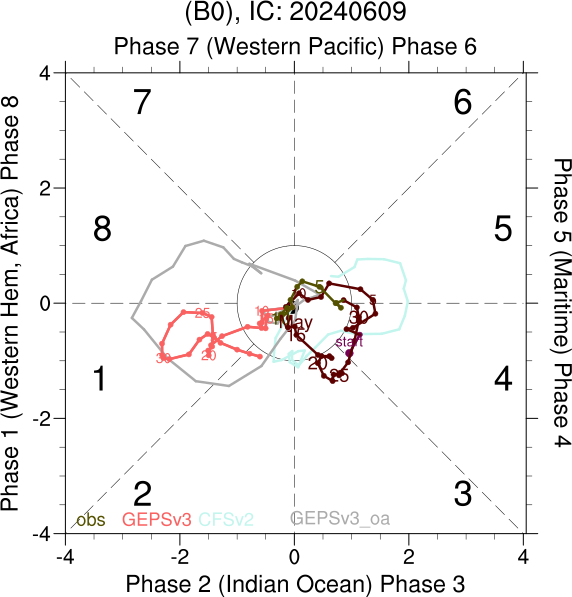 (B0), IC: 20240609
Phase 7 (Western Pacific) Phase 6
Phase 1 (Western Hem, Africa) Phase 8
Phase 5 (Maritime) Phase 4
4
2
0
-2
-4
7
6
8
5
1
4
2
3
5
30
start
May
15
20
25
25
30
20
obs
GEPSv3
CFSv2
GEPSv3_oa
-4
-2
0
2
4
Phase 2 (Indian Ocean) Phase 3